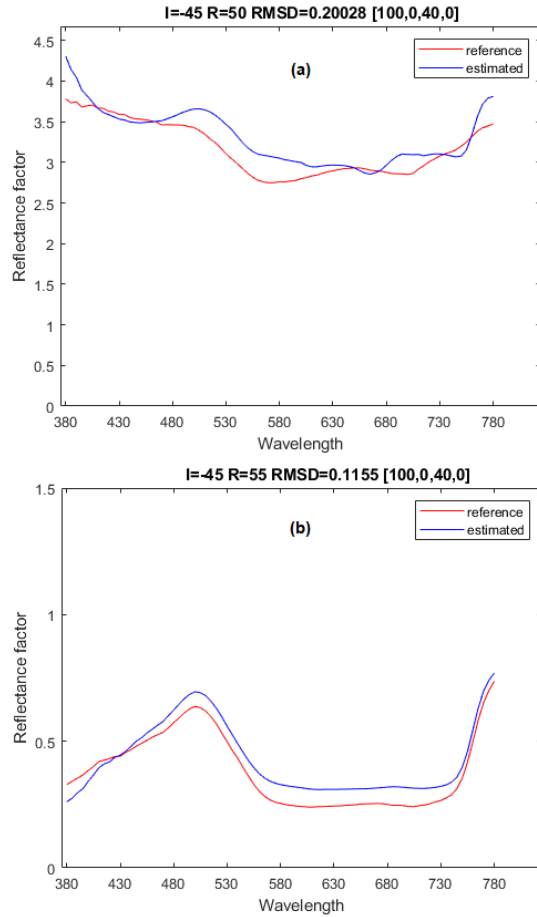 I=-45 R=50 RMSD=0.20028 [100,0,40,0]
4.5
4
3.5
3
2.5
2
1.5
1
0.5
0
Reflectance factor
(a)
reference
estimated
380 430 480 530 580 630 680 730 780
Wavelength
I=-45 R=55 RMSD=0.1155 [100,0,40,0]
1.5
1
0.5
0
Reflectance factor
(b)
reference
estimated
380 430 480 530 580 630 680 730 780
Wavelength